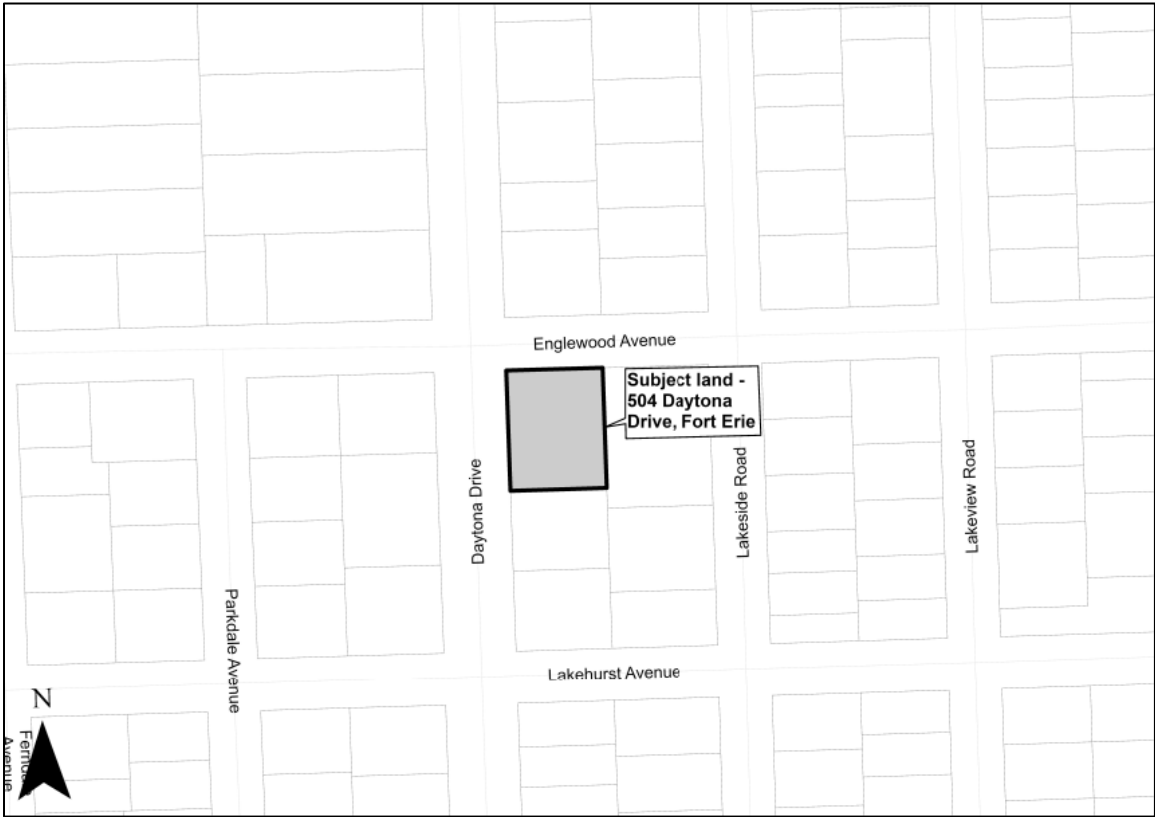 Englewood Avenue
Subject land -
504 Daytona
Drive, Fort Erie
Daytona Drive
Lakeside Road
Lakeview Road
Parkdale Avenue
Lakehurst Avenue
N
Avenue